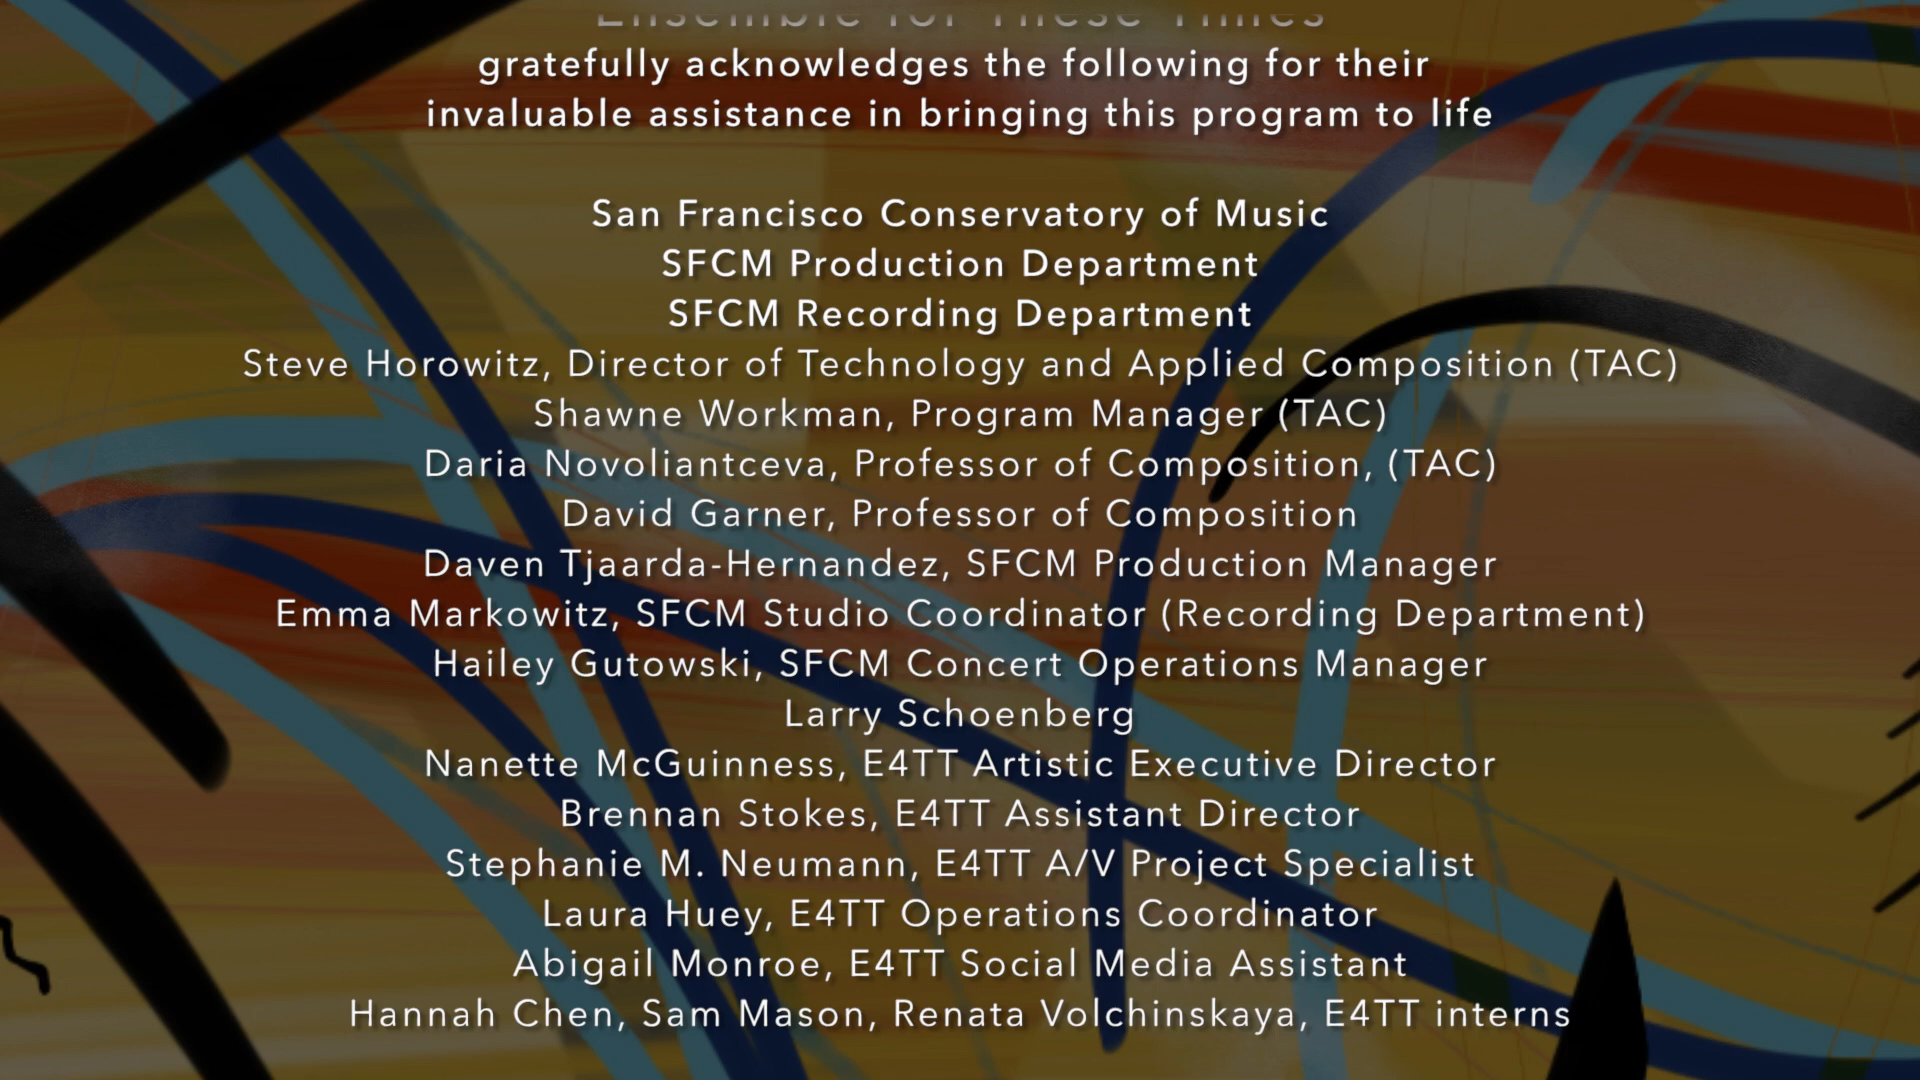 Ensemble for These Times
gratefully acknowledges the following for their
invaluable assistance in bringing this program to life
San Francisco Conservatory of Music
SFCM Production Department
SFCM Recording Department
Steve Horowitz, Director of Technology and Applied Composition (TAC)
Shawne Workman, Program Manager (TAC)
Daria Novoliantceva, Professor of Composition, (TAC)
David Garner, Professor of Composition
Daven Tjaarda-Hernandez, SFCM Production Manager
Emma Markowitz, SFCM Studio Coordinator (Recording Department)
Hailey Gutowski, SFCM Concert Operations Manager
Larry Schoenberg
Nanette McGuinness, E4TT Artistic Executive Director
Brennan Stokes, E4TT Assistant Director
Stephanie M. Neumann, E4TT A/V Project Specialist
Laura Huey, E4TT Operations Coordinator
Abigail Monroe, E4TT Social Media Assistant
Hannah Chen, Sam Mason, Renata Volchinskaya, E4TT interns